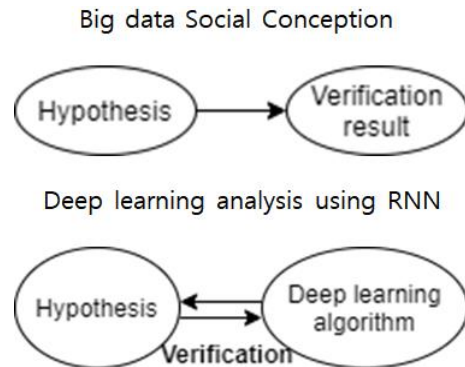 Big data Social Conception
Hypothesis
Verification
result
Deep learning analysis using RNN
Hypothesis
Deep learning
algorithm
Verification